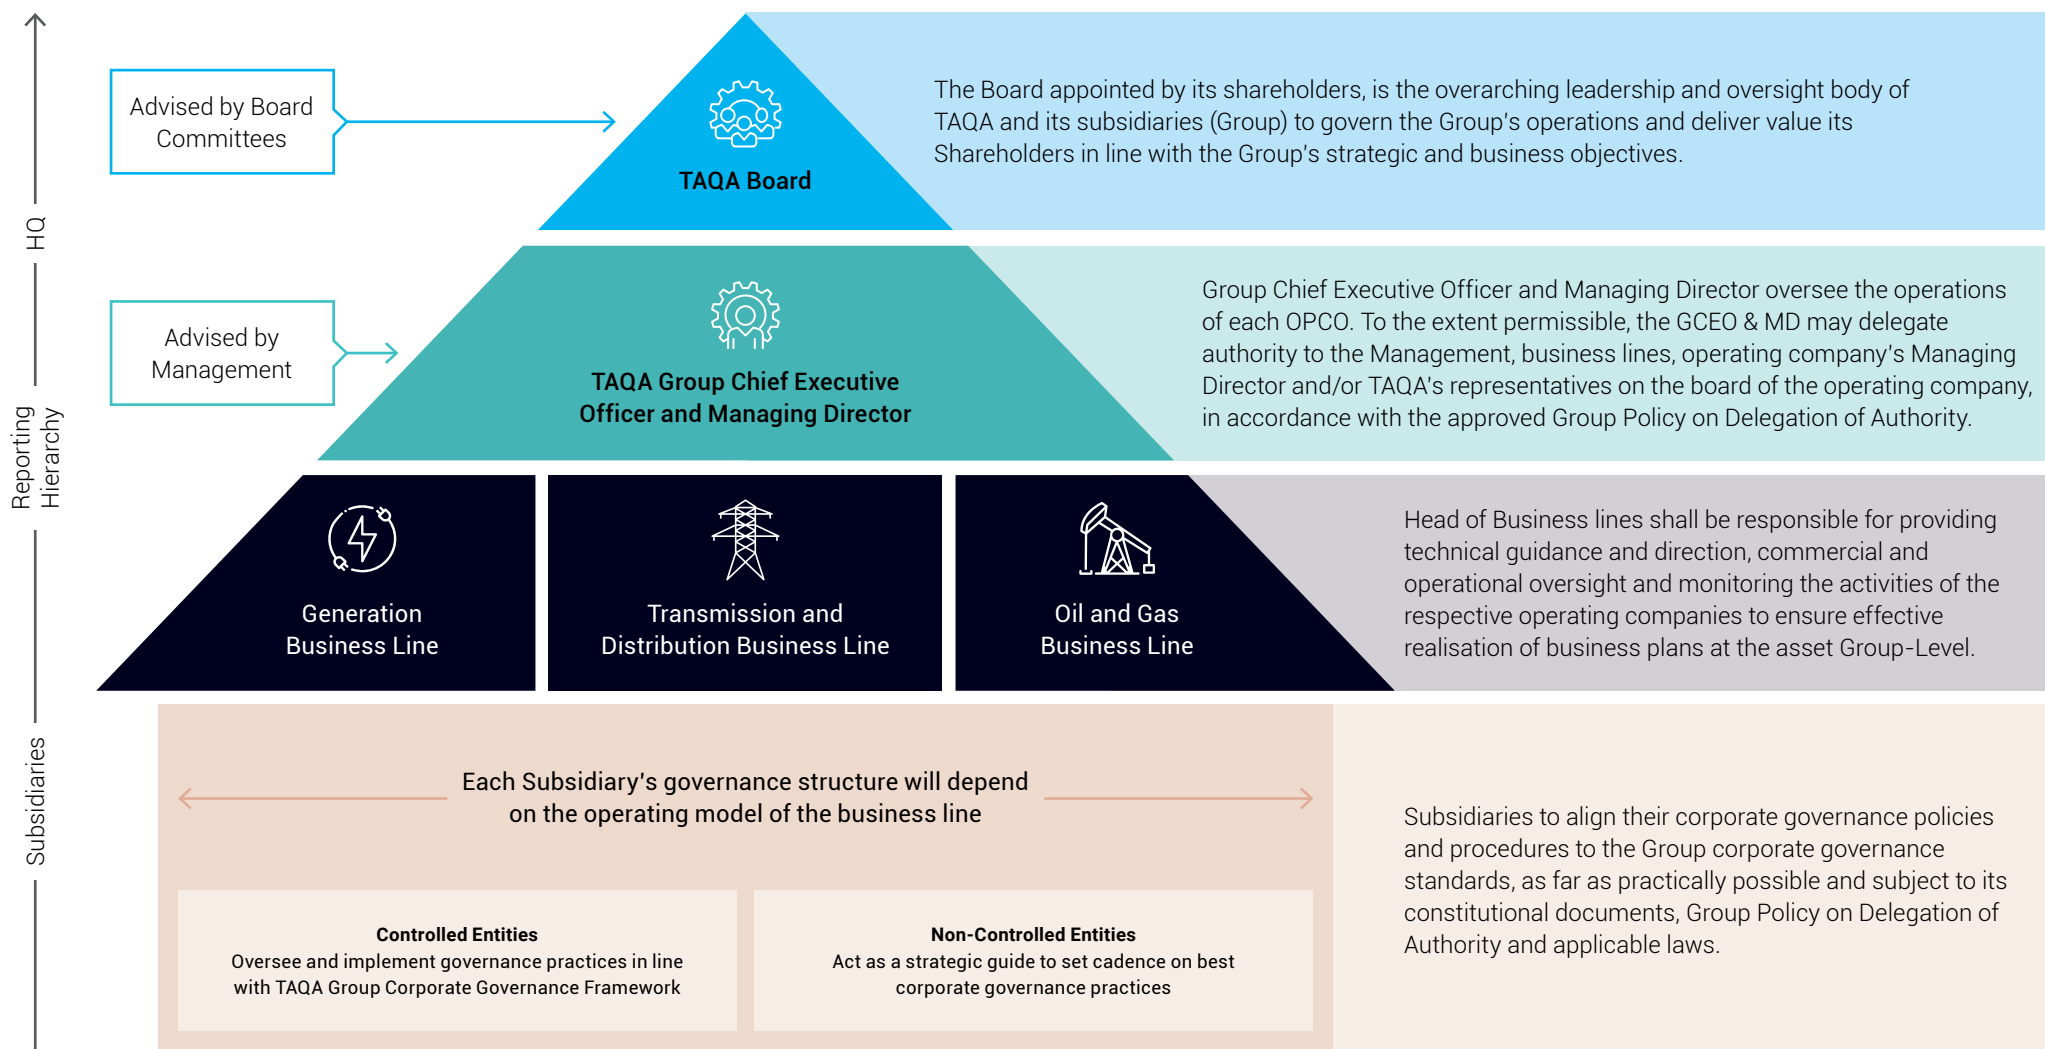 HQ
Reporting
Hierarchy
Subsidiaries
Advised by Board
Committees
TAQA Board
The Board appointed by its shareholders, is the overarching leadership and oversight body of
TAQA and its subsidiaries (Group) to govern the Group's operations and deliver value its
Shareholders in line with the Group's strategic and business objectives.
Advised by
Management
TAQA Group Chief Executive
Officer and Managing Director
Group Chief Executive Officer and Managing Director oversee the operations
of each OPCO. To the extent permissible, the GCEO & MD may delegate
authority to the Management, business lines, operating company's Managing
Director and/or TAQA's representatives on the board of the operating company,
in accordance with the approved Group Policy on Delegation of Authority.
Generation
Business Line
Transmission and
Distribution Business Line
Oil and Gas
Business Line
Head of Business lines shall be responsible for providing
technical guidance and direction, commercial and
operational oversight and monitoring the activities of the
respective operating companies to ensure effective
realisation of business plans at the asset Group-Level.
Each Subsidiary's governance structure will depend
on the operating model of the business line
Controlled Entities
Oversee and implement governance practices in line
with TAQA Group Corporate Governance Framework
Non-Controlled Entities
Act as a strategic guide to set cadence on best
corporate governance practices
Subsidiaries to align their corporate governance policies
and procedures to the Group corporate governance
standards, as far as practically possible and subject to its
constitutional documents, Group Policy on Delegation of
Authority and applicable laws.